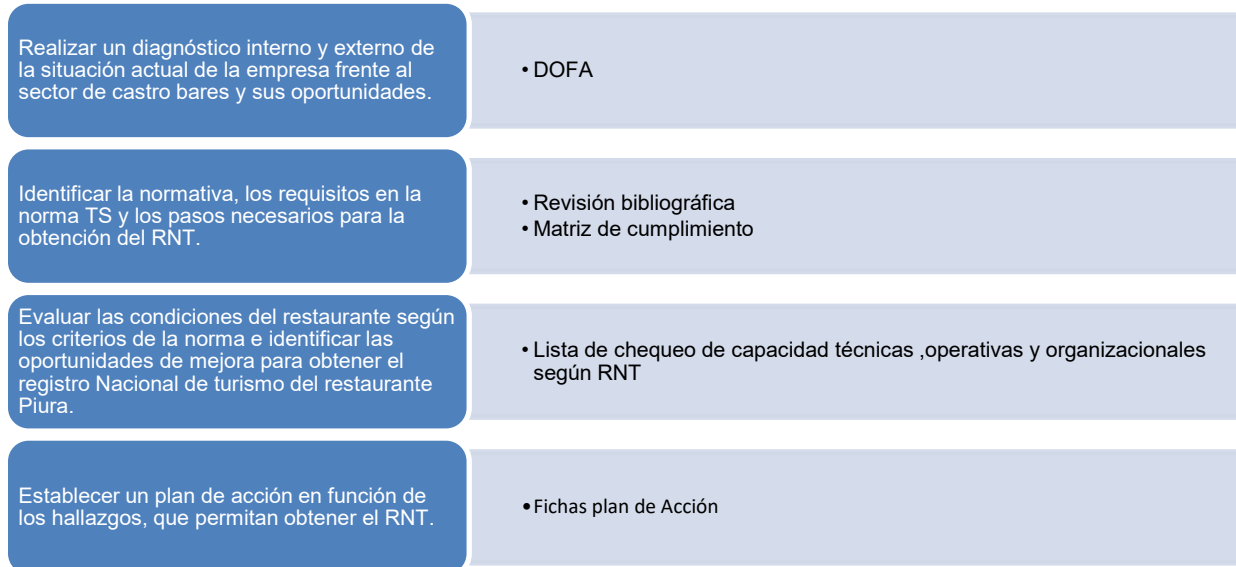 Realizar un diagnóstico interno y externo de
la situación actual de la empresa frente al
sector de castro bares y sus oportunidades.
• DOFA
Identificar la normativa, los requisitos en la
norma TS y los pasos necesarios para la
obtención del RNT.
• Revisión bibliográfica
• Matriz de cumplimiento
Evaluar las condiciones del restaurante según
los criterios de la norma e identificar las
oportunidades de mejora para obtener el
registro Nacional de turismo del restaurante
Piura.
• Lista de chequeo de capacidad técnicas ,operativas y organizacionales
según RNT
Establecer un plan de acción en función de
los hallazgos, que permitan obtener el RNT.
•Fichas plan de Acción